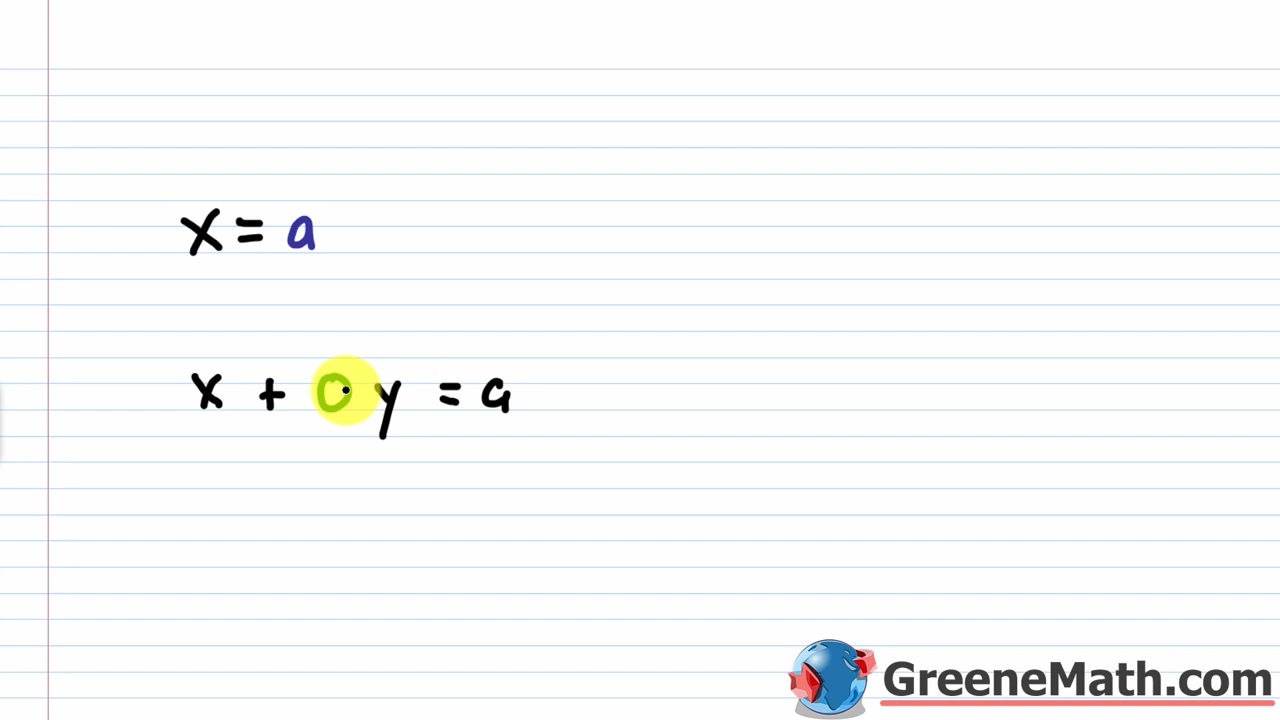 x = a
x + 0 y = a
GreeneMath.com